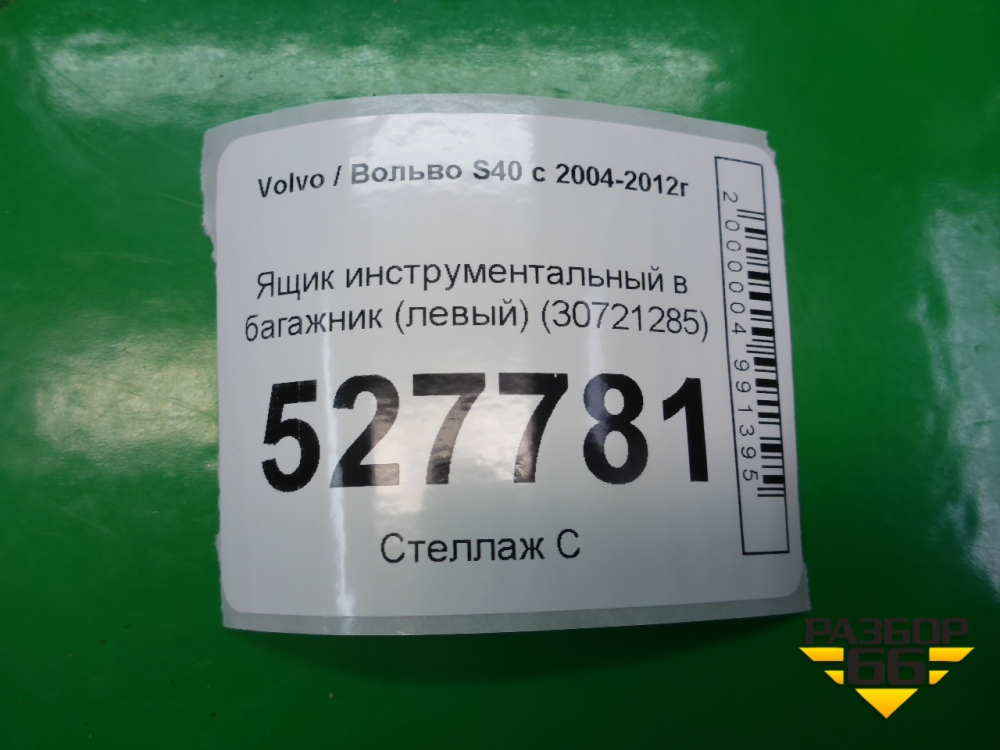 Volvo / Вольво S40 с 2004-2012г
Ящик инструментальный в
багажник (левый) (30721285)
527781
Стеллаж С
2000004991395
РАЗБОР
66